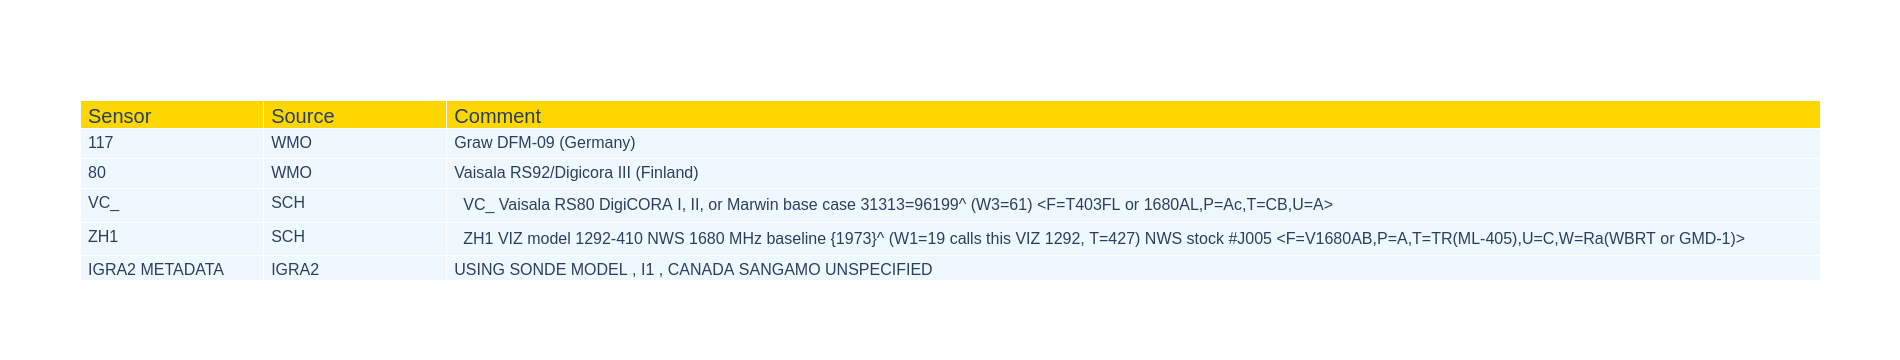 Sensor Source Comment
117 WMO Graw DFM-09 (Germany)
80 WMO Vaisala RS92/Digicora III (Finland)
VC_ SCH VC_ Vaisala RS80 DigiCORA I, II, or Marwin base case 31313=96199^ (W3=61) <F=T403FL or 1680AL,P=Ac,T=CB,U=A>
ZH1 SCH ZH1 VIZ model 1292-410 NWS 1680 MHz baseline {1973}^ (W1=19 calls this VIZ 1292, T=427) NWS stock #J005 <F=V1680AB,P=A,T=TR(ML-405),U=C,W=Ra(WBRT or GMD-1)>
IGRA2 METADATA IGRA2 USING SONDE MODEL , I1 , CANADA SANGAMO UNSPECIFIED